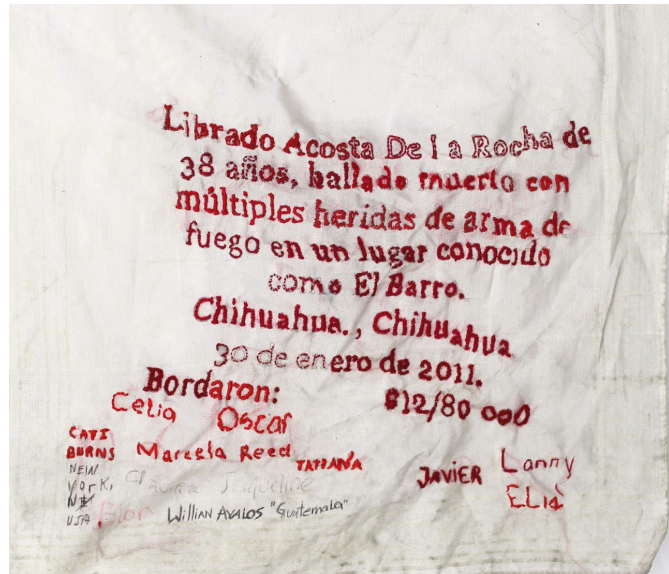 Librado Acosta De la Rocha de
38 años, hallado muerto con
múltiples heridas de arma de
fuego en un lugar conocido
como El Barro.
Chihuahua., Chihuahua
30 de enero de 2011.
Bordaron:
812/80 000
Celia Oscar
CATI
BURNS Marcela Reed TATIANA
JAVIER Lanny
ELIA
NEW
York,
NY
USA.
Willian AVALOS "Guatemala"